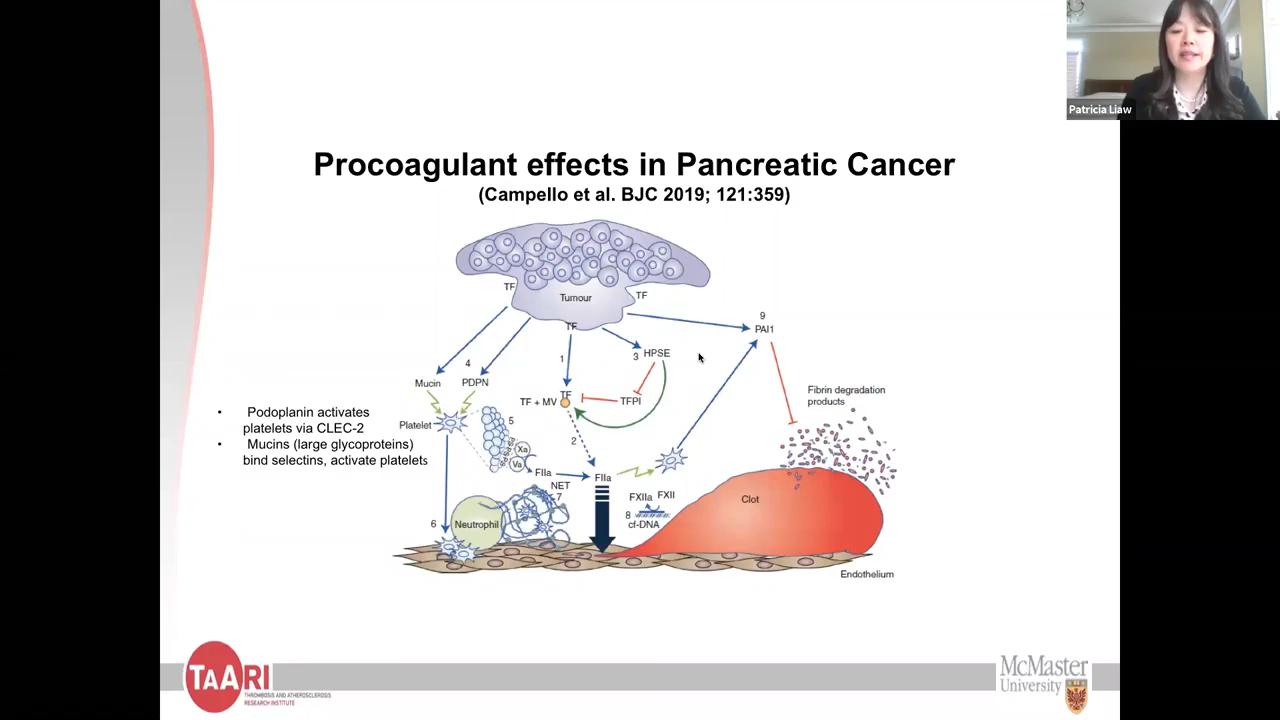 Patricia Liaw
Procoagulant effects in Pancreatic Cancer
(Campello et al. BJC 2019; 121:359)
TF
Tumour
TF
TF
9
PAI1
1
3
HPSE
4
Mucin
PDPN
TF
TF + MV
TFPI
Fibrin degradation
products
• Podoplanin activates
platelets via CLEC-2
• Mucins (large glycoproteins)
bind selectins, activate platelets
Platelet
5
PS PS PS
Xa
Va
2
FIIa
FIIa
NET
7
FXIIa
FXII
8
cf-DNA
Clot
6
Neutrophil
Endothelium
TAARI
THROMBOSIS AND ATHEROSCLEROSIS
RESEARCH INSTITUTE
McMaster
University